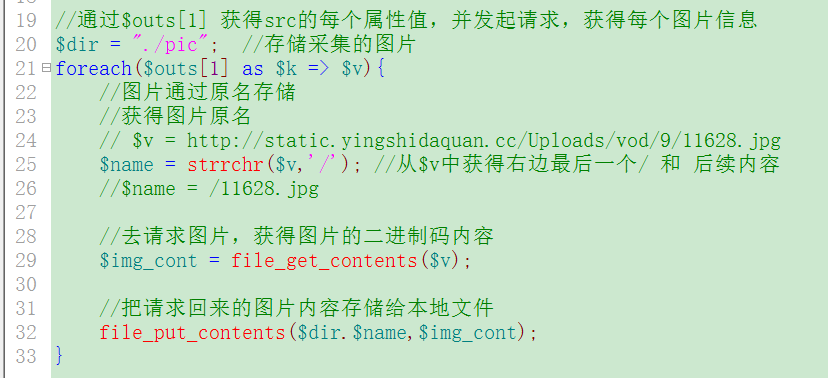 19 //通过$outs[1] 获得src的每个属性值，并发起请求，获得每个图片信息
20 $dir = "./pic";  //存储采集的图片
21 foreach($outs[1] as $k => $v){
22     //图片通过原名存储
23     //获得图片原名
24     // $v = http://static.yingshidaquan.cc/Uploads/vod/9/11628.jpg
25     $name = strrchr($v,'/'); //从$v中获得右边最后一个/ 和 后续内容
26     //$name = /11628.jpg
27
28     //去请求图片，获得图片的二进制码内容
29     $img_cont = file_get_contents($v);
30
31     //把请求回来的图片内容存储给本地文件
32     file_put_contents($dir.$name,$img_cont);
33 }